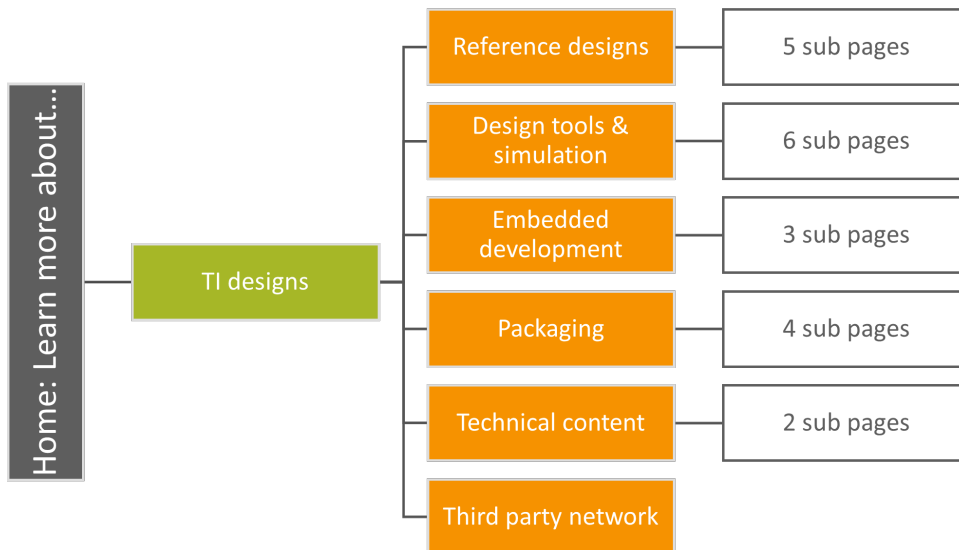 Home: Learn more about...
TI designs
Reference designs
5 sub pages
Design tools &
simulation
6 sub pages
Embedded
development
3 sub pages
Packaging
4 sub pages
Technical content
2 sub pages
Third party network